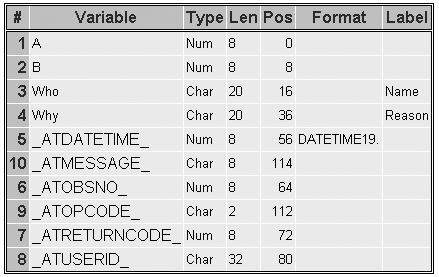 # Variable Type Len Pos Format Label
1 A Num 8 0
2 B Num 8 8
3 Who Char 20 16 Name
4 Why Char 20 36 Reason
5 _ATDATETIME_ Num 8 56 DATETIME19.
10 _ATMESSAGE_ Char 8 114
6 _ATOBSNO_ Num 8 64
9 _ATOPCODE_ Char 2 112
7 _ATRETURNCODE_ Num 8 72
8 _ATUSERID_ Char 32 80